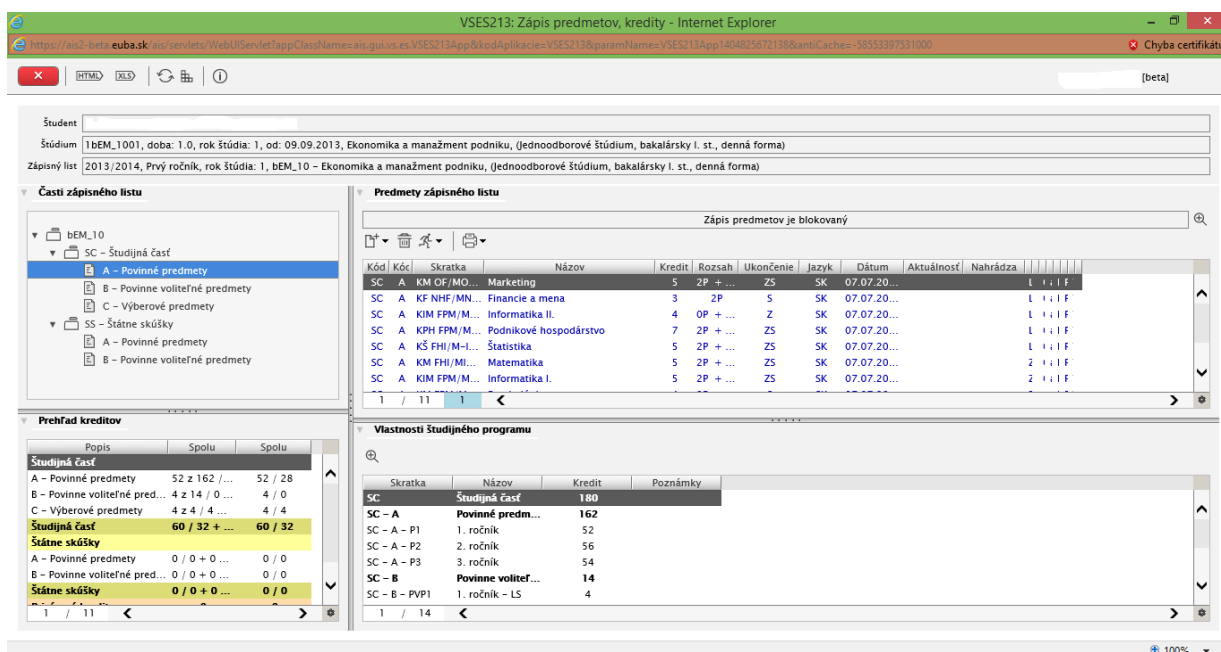 VSES213: Zápis predmetov, kredity - Internet Explorer
https://ais2-beta.euba.sk/ais/servlets/WebUIServlet?appClassName=ais.gui.vs.es.VSES213App&kodAplikacie=VSES213&paramName=VSES213App1404825672138&antiCache=-58553397531000 Chyba certifikátu
HTML XLS [beta]
Študent
Štúdium 1bEM_1001, doba: 1.0, rok štúdia: 1, od: 09.09.2013, Ekonomika a manažment podniku, (Jednoodborové štúdium, bakalársky I. st., denná forma)
Zápisný list 2013/2014, Prvý ročník, rok štúdia: 1, bEM_10 – Ekonomika a manažment podniku, (Jednoodborové štúdium, bakalársky I. st., denná forma)
Časti zápisného listu
bEM_10
SC – Študijná časť
A – Povinné predmety
B – Povinne voliteľné predmety
C – Výberové predmety
SS – Štátne skúšky
A – Povinné predmety
B – Povinne voliteľné predmety
Predmety zápisného listu
Zápis predmetov je blokovaný
Kód Kóc Skratka Názov Kredit Rozsah Ukončenie Jazyk Dátum Aktuálnosť Nahrádza
SC A KM OF/MO... Marketing 5 2P + ... ZS SK 07.07.20...
SC A KF NHF/MN... Financie a mena 3 2P S SK 07.07.20...
SC A KIM FPM/M... Informatika II. 4 0P + ... Z SK 07.07.20...
SC A KPH FPM/M... Podnikové hospodárstvo 7 2P + ... ZS SK 07.07.20...
SC A KŠ FHI/M-I... Štatistika 5 2P + ... ZS SK 07.07.20...
SC A KM FHI/MI... Matematika 5 2P + ... ZS SK 07.07.20...
SC A KIM FPM/M... Informatika I. 5 2P + ... ZS SK 07.07.20...
1 / 11 1
Prehľad kreditov
Popis Spolu Spolu
Študijná časť
A – Povinné predmety 52 z 162 /... 52 / 28
B – Povinne voliteľné pred... 4 z 14 / 0 ... 4 / 0
C – Výberové predmety 4 z 4 / 4 ... 4 / 4
Študijná časť 60 / 32 + ... 60 / 32
Štátne skúšky
A – Povinné predmety 0 / 0 + 0 ... 0 / 0
B – Povinne voliteľné pred... 0 / 0 + 0 ... 0 / 0
Štátne skúšky 0 / 0 + 0 ... 0 / 0
1 / 11
Vlastnosti študijného programu
Skratka Názov Kredit Poznámky
SC Študijná časť 180
SC – A Povinné predm... 162
SC – A – P1 1. ročník 52
SC – A – P2 2. ročník 56
SC – A – P3 3. ročník 54
SC – B Povinne voliteľ... 14
SC – B – PVP1 1. ročník – LS 4
1 / 14
100%